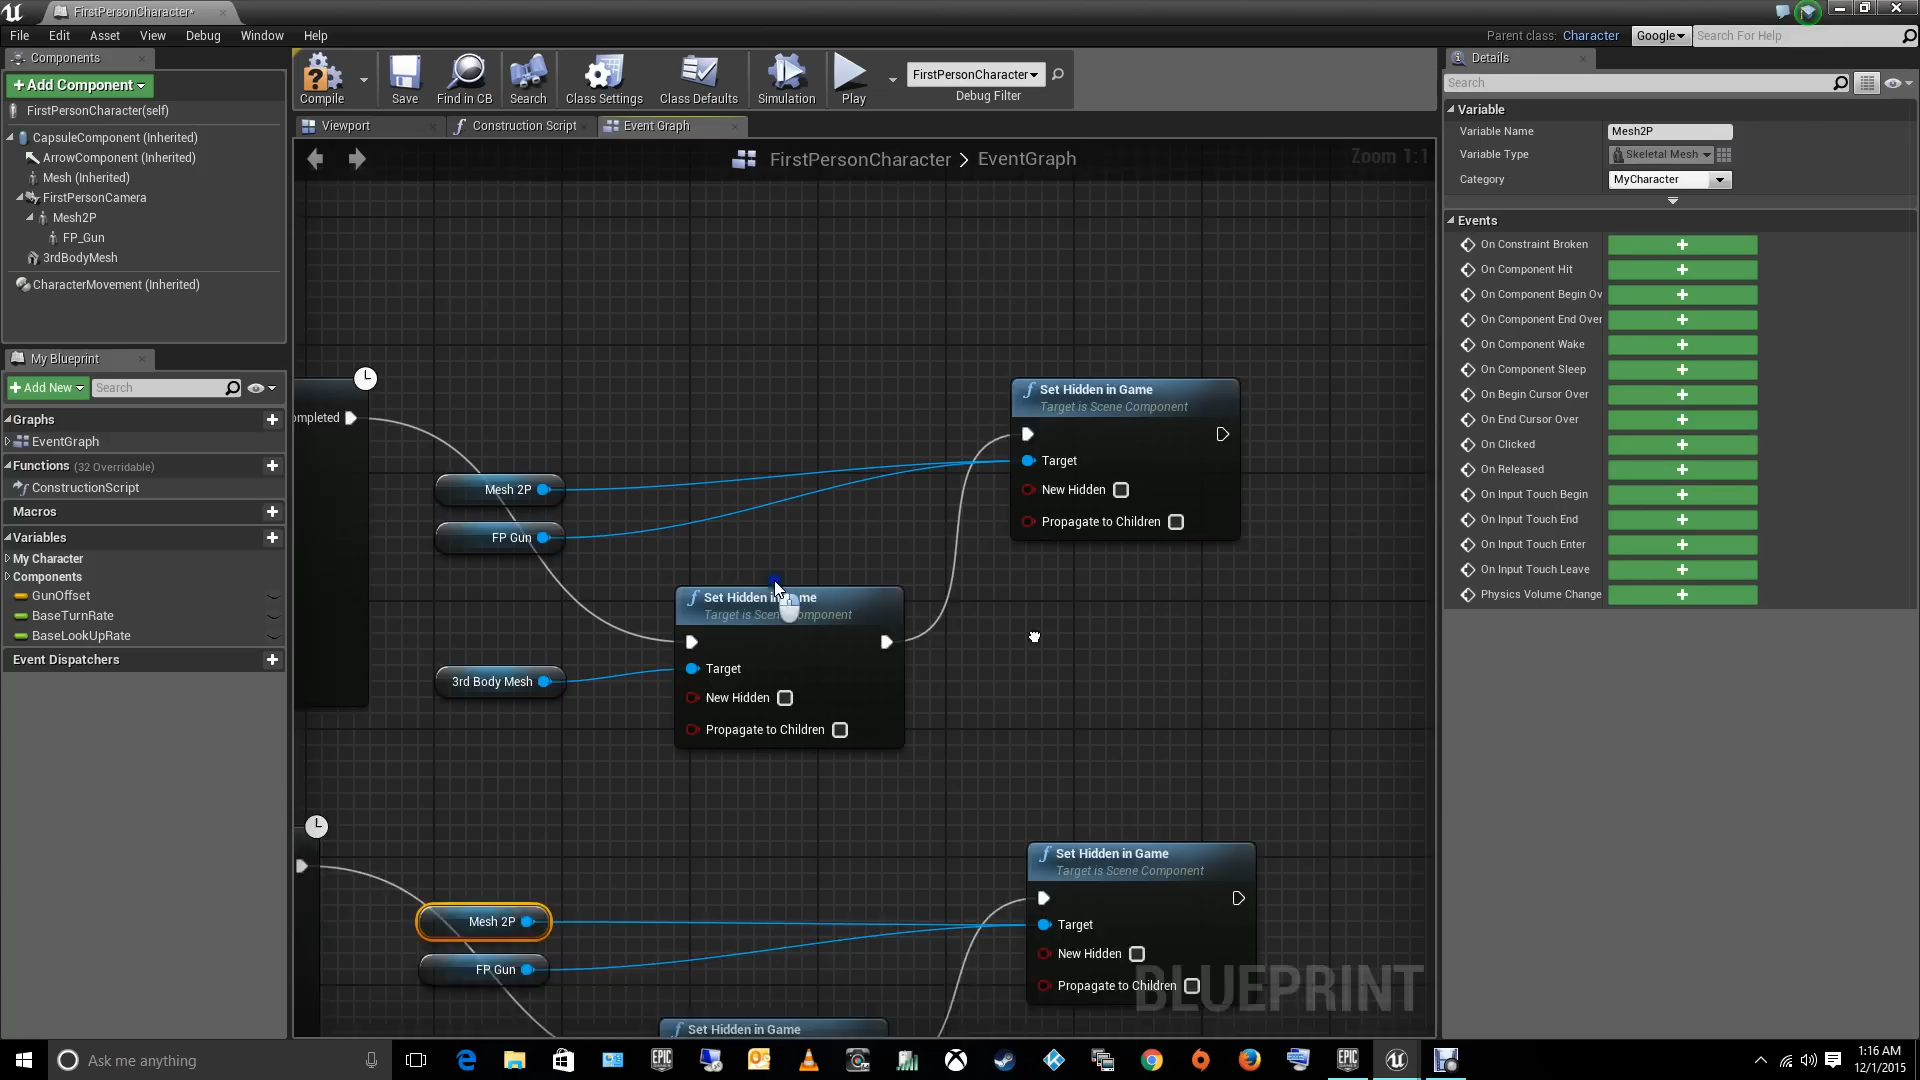 FirstPersonCharacter*
File Edit Asset View Debug Window Help
Parent class: Character Google Search For Help
Components
+Add Component
FirstPersonCharacter(self)
CapsuleComponent (Inherited)
ArrowComponent (Inherited)
Mesh (Inherited)
FirstPersonCamera
Mesh2P
FP_Gun
3rdBodyMesh
CharacterMovement (Inherited)
My Blueprint
+Add New Search
Graphs
EventGraph
Functions (32 Overridable)
ConstructionScript
Macros
Variables
My Character
Components
GunOffset
BaseTurnRate
BaseLookUpRate
Event Dispatchers
Compile Save Find in CB Search Class Settings Class Defaults Simulation Play
FirstPersonCharacter
Debug Filter
Viewport Construction Script Event Graph
FirstPersonCharacter > EventGraph
Zoom 1:1
ompleted
Mesh 2P
FP Gun
3rd Body Mesh
Set Hidden in Game
Target is Scene Component
Target
New Hidden
Propagate to Children
Set Hidden i me
Target is Scen omponent
Target
New Hidden
Propagate to Children
Mesh 2P
FP Gun
Set Hidden in Game
Target is Scene Component
Target
New Hidden
Propagate to Children
Set Hidden in Game
BLUEPRINT
Details
Search
Variable
Variable Name Mesh2P
Variable Type Skeletal Mesh
Category MyCharacter
Events
On Constraint Broken
On Component Hit
On Component Begin Ov
On Component End Over
On Component Wake
On Component Sleep
On Begin Cursor Over
On End Cursor Over
On Clicked
On Released
On Input Touch Begin
On Input Touch End
On Input Touch Enter
On Input Touch Leave
Physics Volume Change
Ask me anything
1:16 AM
12/1/2015